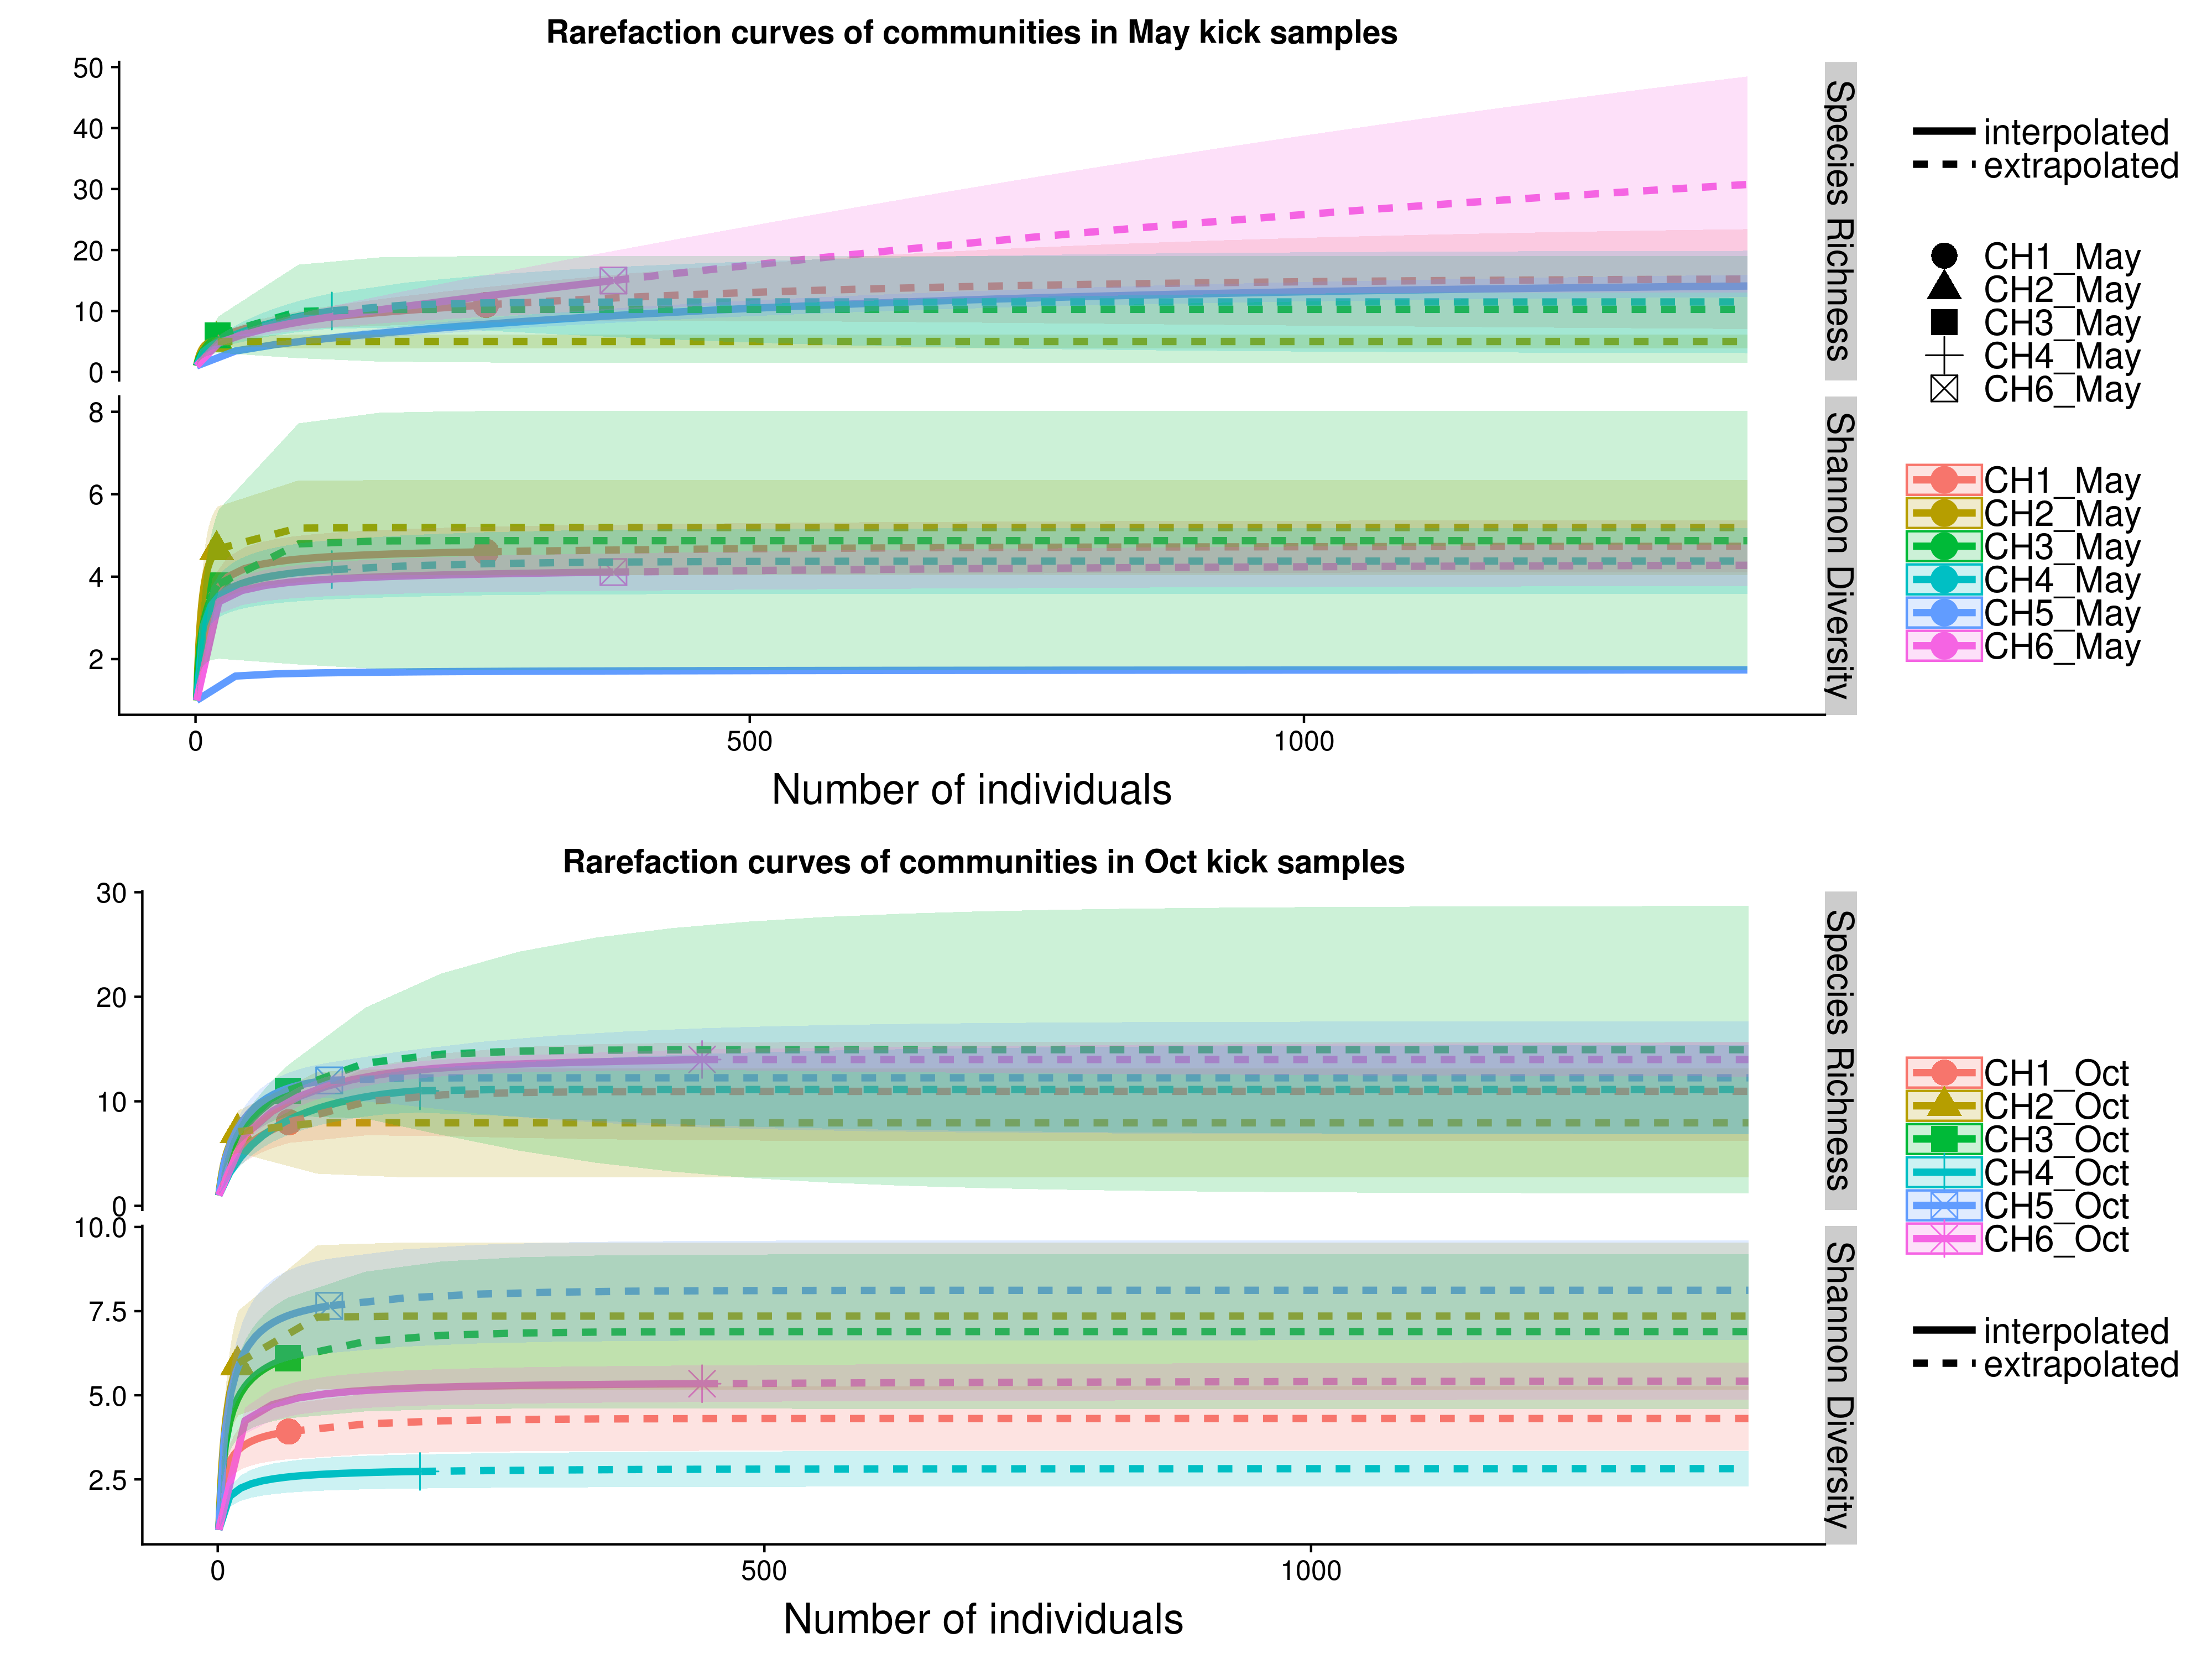 Rarefaction curves of communities in May kick samples
50
40
30
20
10
0
Species Richness
8
6
4
2
Shannon Diversity
0
500
1000
Number of individuals
interpolated
extrapolated
CH1_May
CH2_May
CH3_May
CH4_May
CH6_May
CH1_May
CH2_May
CH3_May
CH4_May
CH5_May
CH6_May
Rarefaction curves of communities in Oct kick samples
30
20
10
0
Species Richness
10.0
7.5
5.0
2.5
Shannon Diversity
0
500
1000
Number of individuals
CH1_Oct
CH2_Oct
CH3_Oct
CH4_Oct
CH5_Oct
CH6_Oct
interpolated
extrapolated